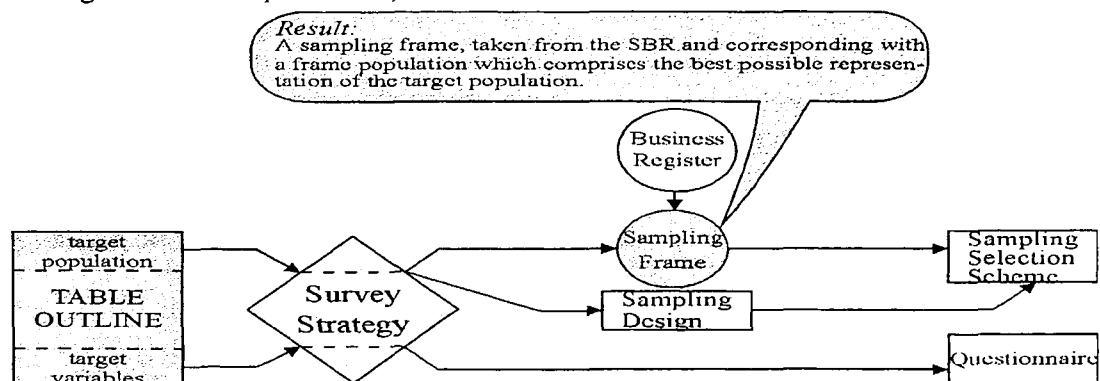 Result:
A sampling frame, taken from the SBR and corresponding with
a frame population which comprises the best possible represen-
tation of the target population.
Business
Register
target
population
TABLE
OUTLINE
target
variables
Survey
Strategy
Sampling
Frame
Sampling
Design
Sampling
Selection
Scheme
Questionnaire